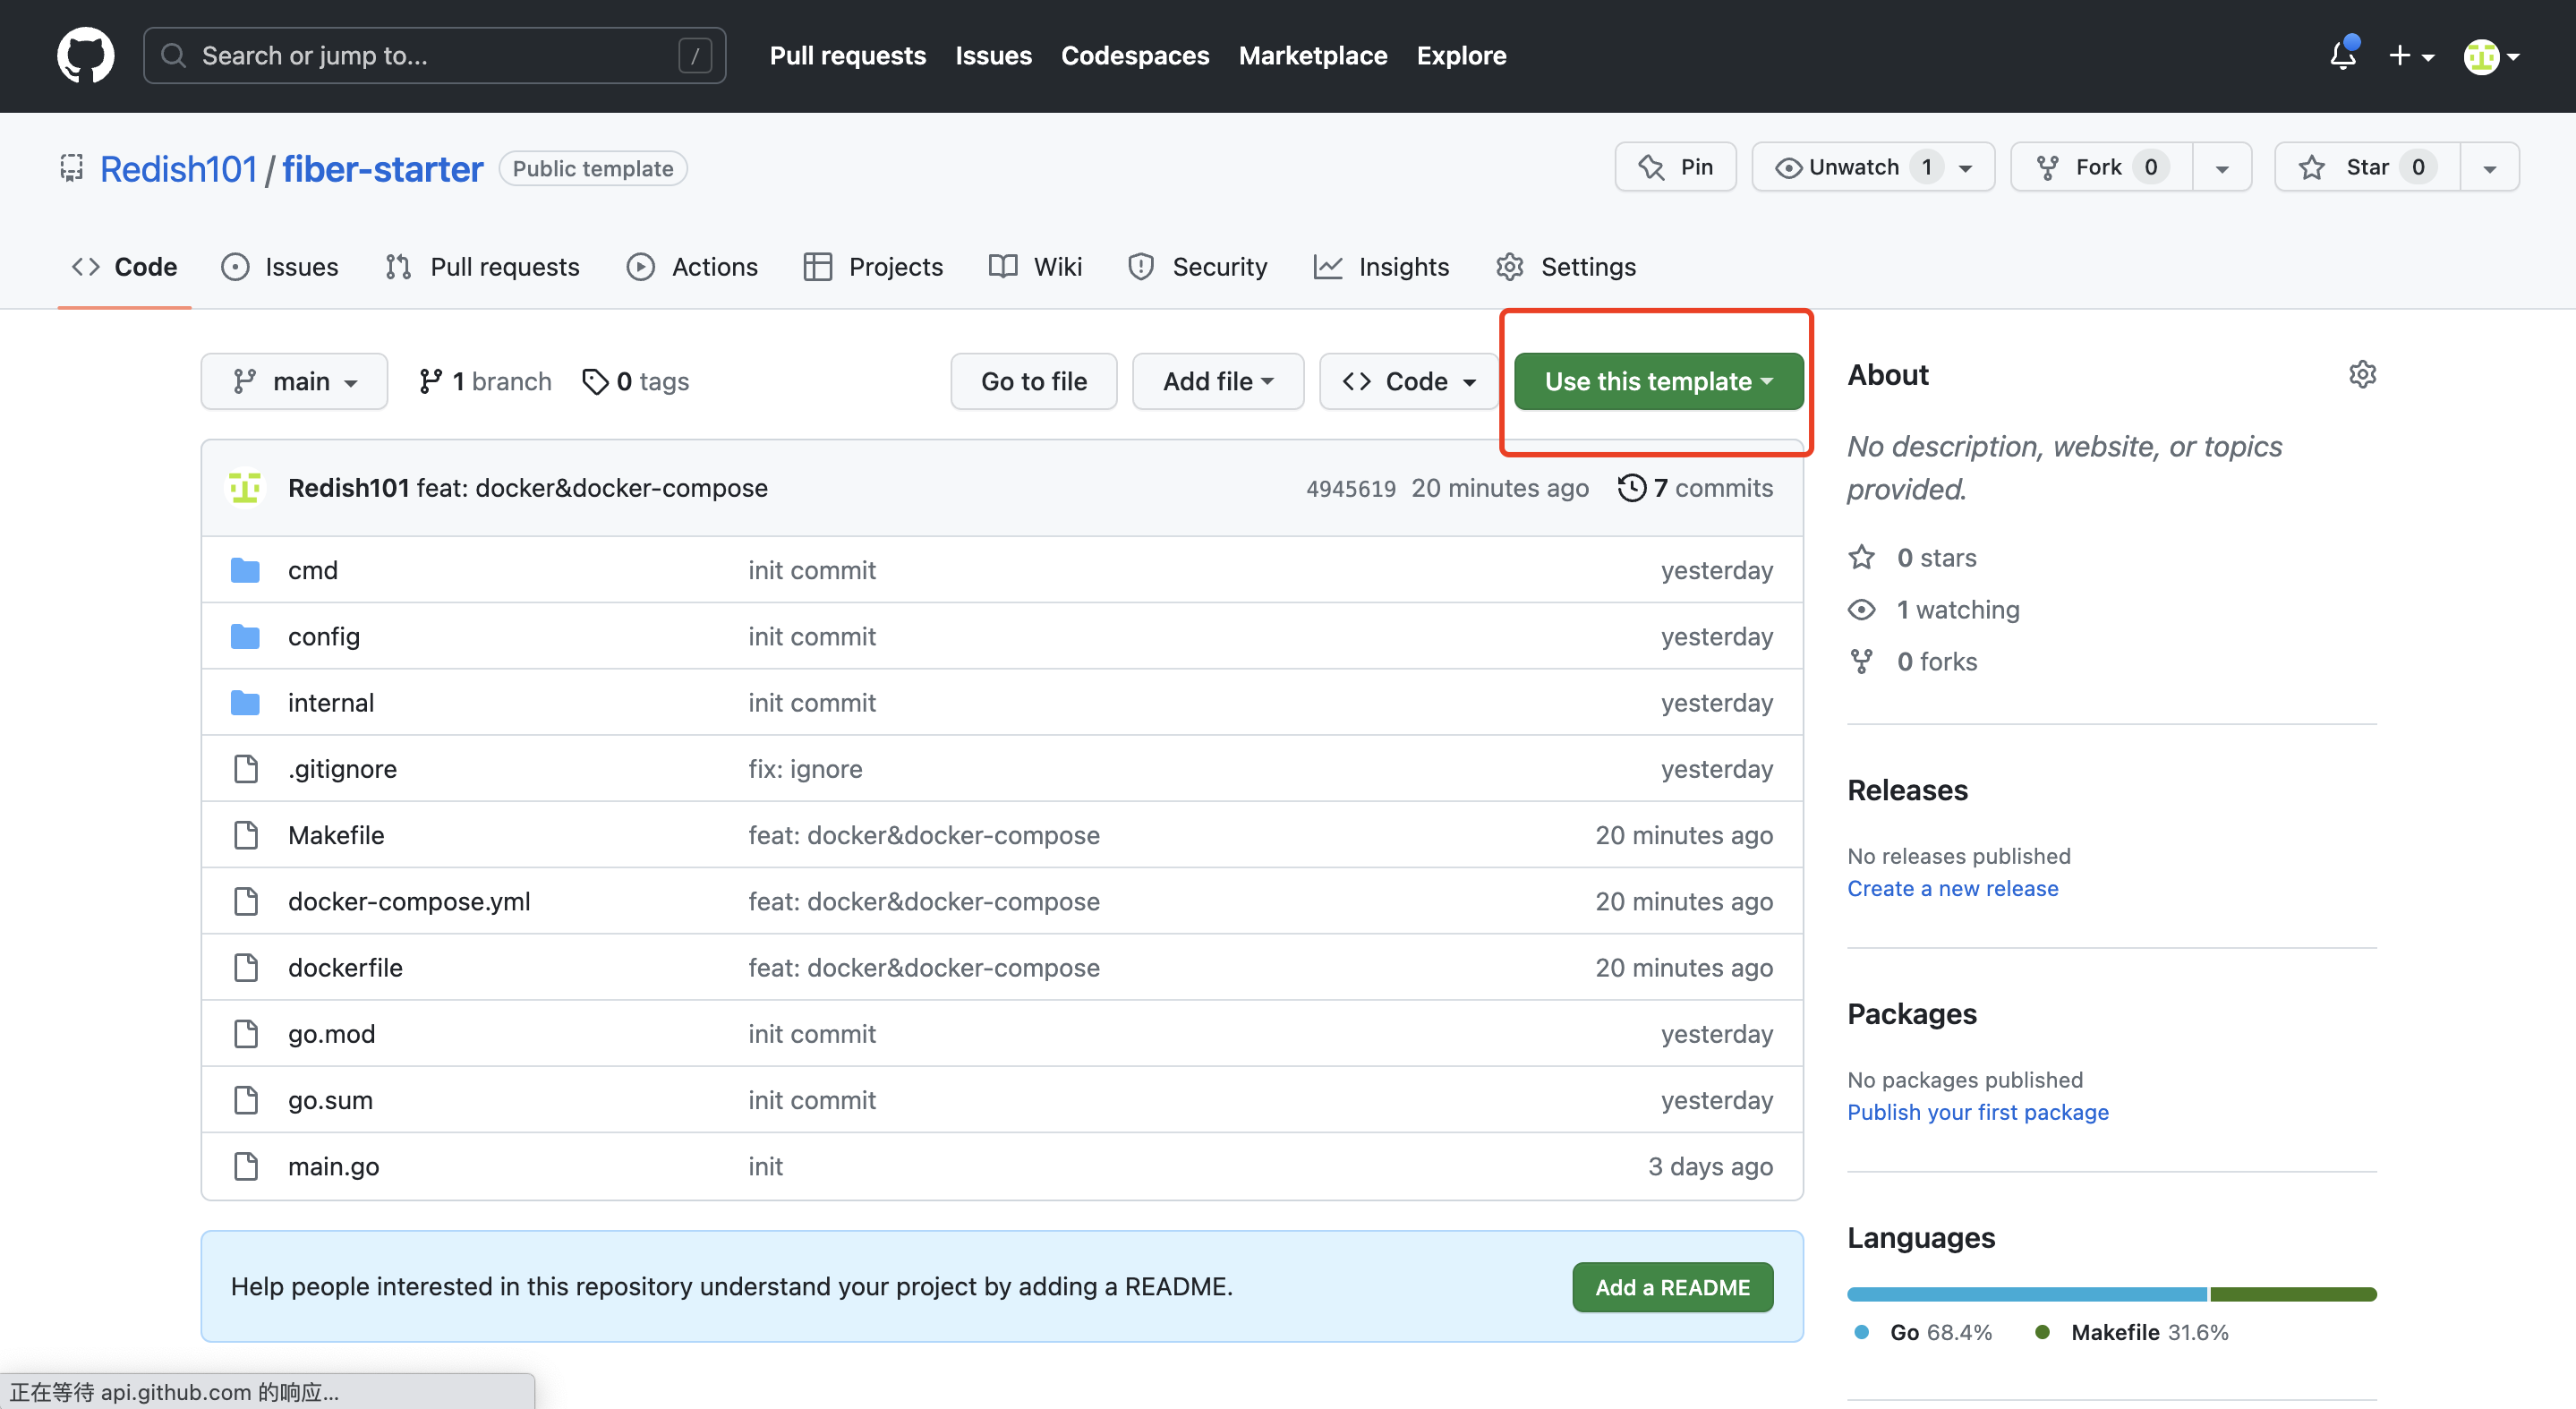 Search or jump to... /
Pull requests Issues Codespaces Marketplace Explore
Redish101 / fiber-starter Public template
Pin Unwatch 1 Fork 0 Star 0
Code Issues Pull requests Actions Projects Wiki Security Insights Settings
main 1 branch 0 tags Go to file Add file Code Use this template
Redish101 feat: docker&docker-compose 4945619 20 minutes ago 7 commits
cmd init commit yesterday
config init commit yesterday
internal init commit yesterday
.gitignore fix: ignore yesterday
Makefile feat: docker&docker-compose 20 minutes ago
docker-compose.yml feat: docker&docker-compose 20 minutes ago
dockerfile feat: docker&docker-compose 20 minutes ago
go.mod init commit yesterday
go.sum init commit yesterday
main.go init 3 days ago
Help people interested in this repository understand your project by adding a README. Add a README
About
No description, website, or topics
provided.
0 stars
1 watching
0 forks
Releases
No releases published
Create a new release
Packages
No packages published
Publish your first package
Languages
Go 68.4% Makefile 31.6%
正在等待 api.github.com 的响应...